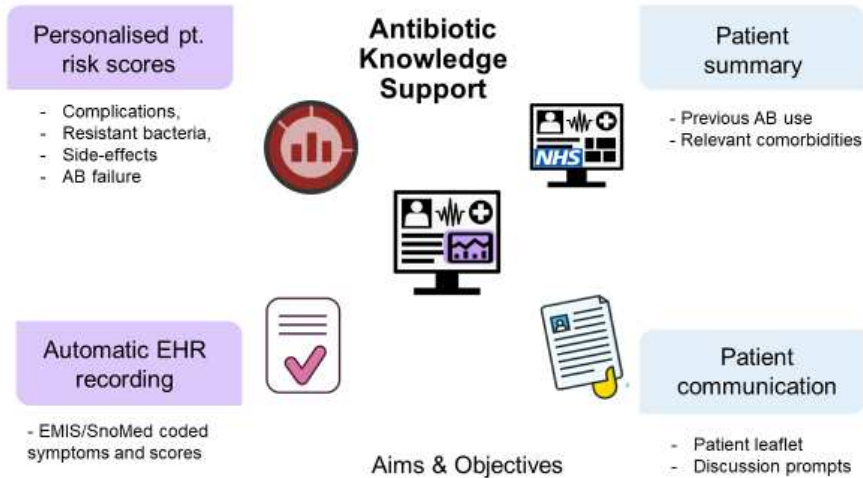 Personalised pt.
risk scores
- Complications,
- Resistant bacteria,
- Side-effects
- AB failure
Antibiotic
Knowledge
Support
Patient
summary
- Previous AB use
- Relevant comorbidities
NHS
Automatic EHR
recording
- EMIS/SnoMed coded
symptoms and scores
Patient
communication
- Patient leaflet
- Discussion prompts
Aims & Objectives